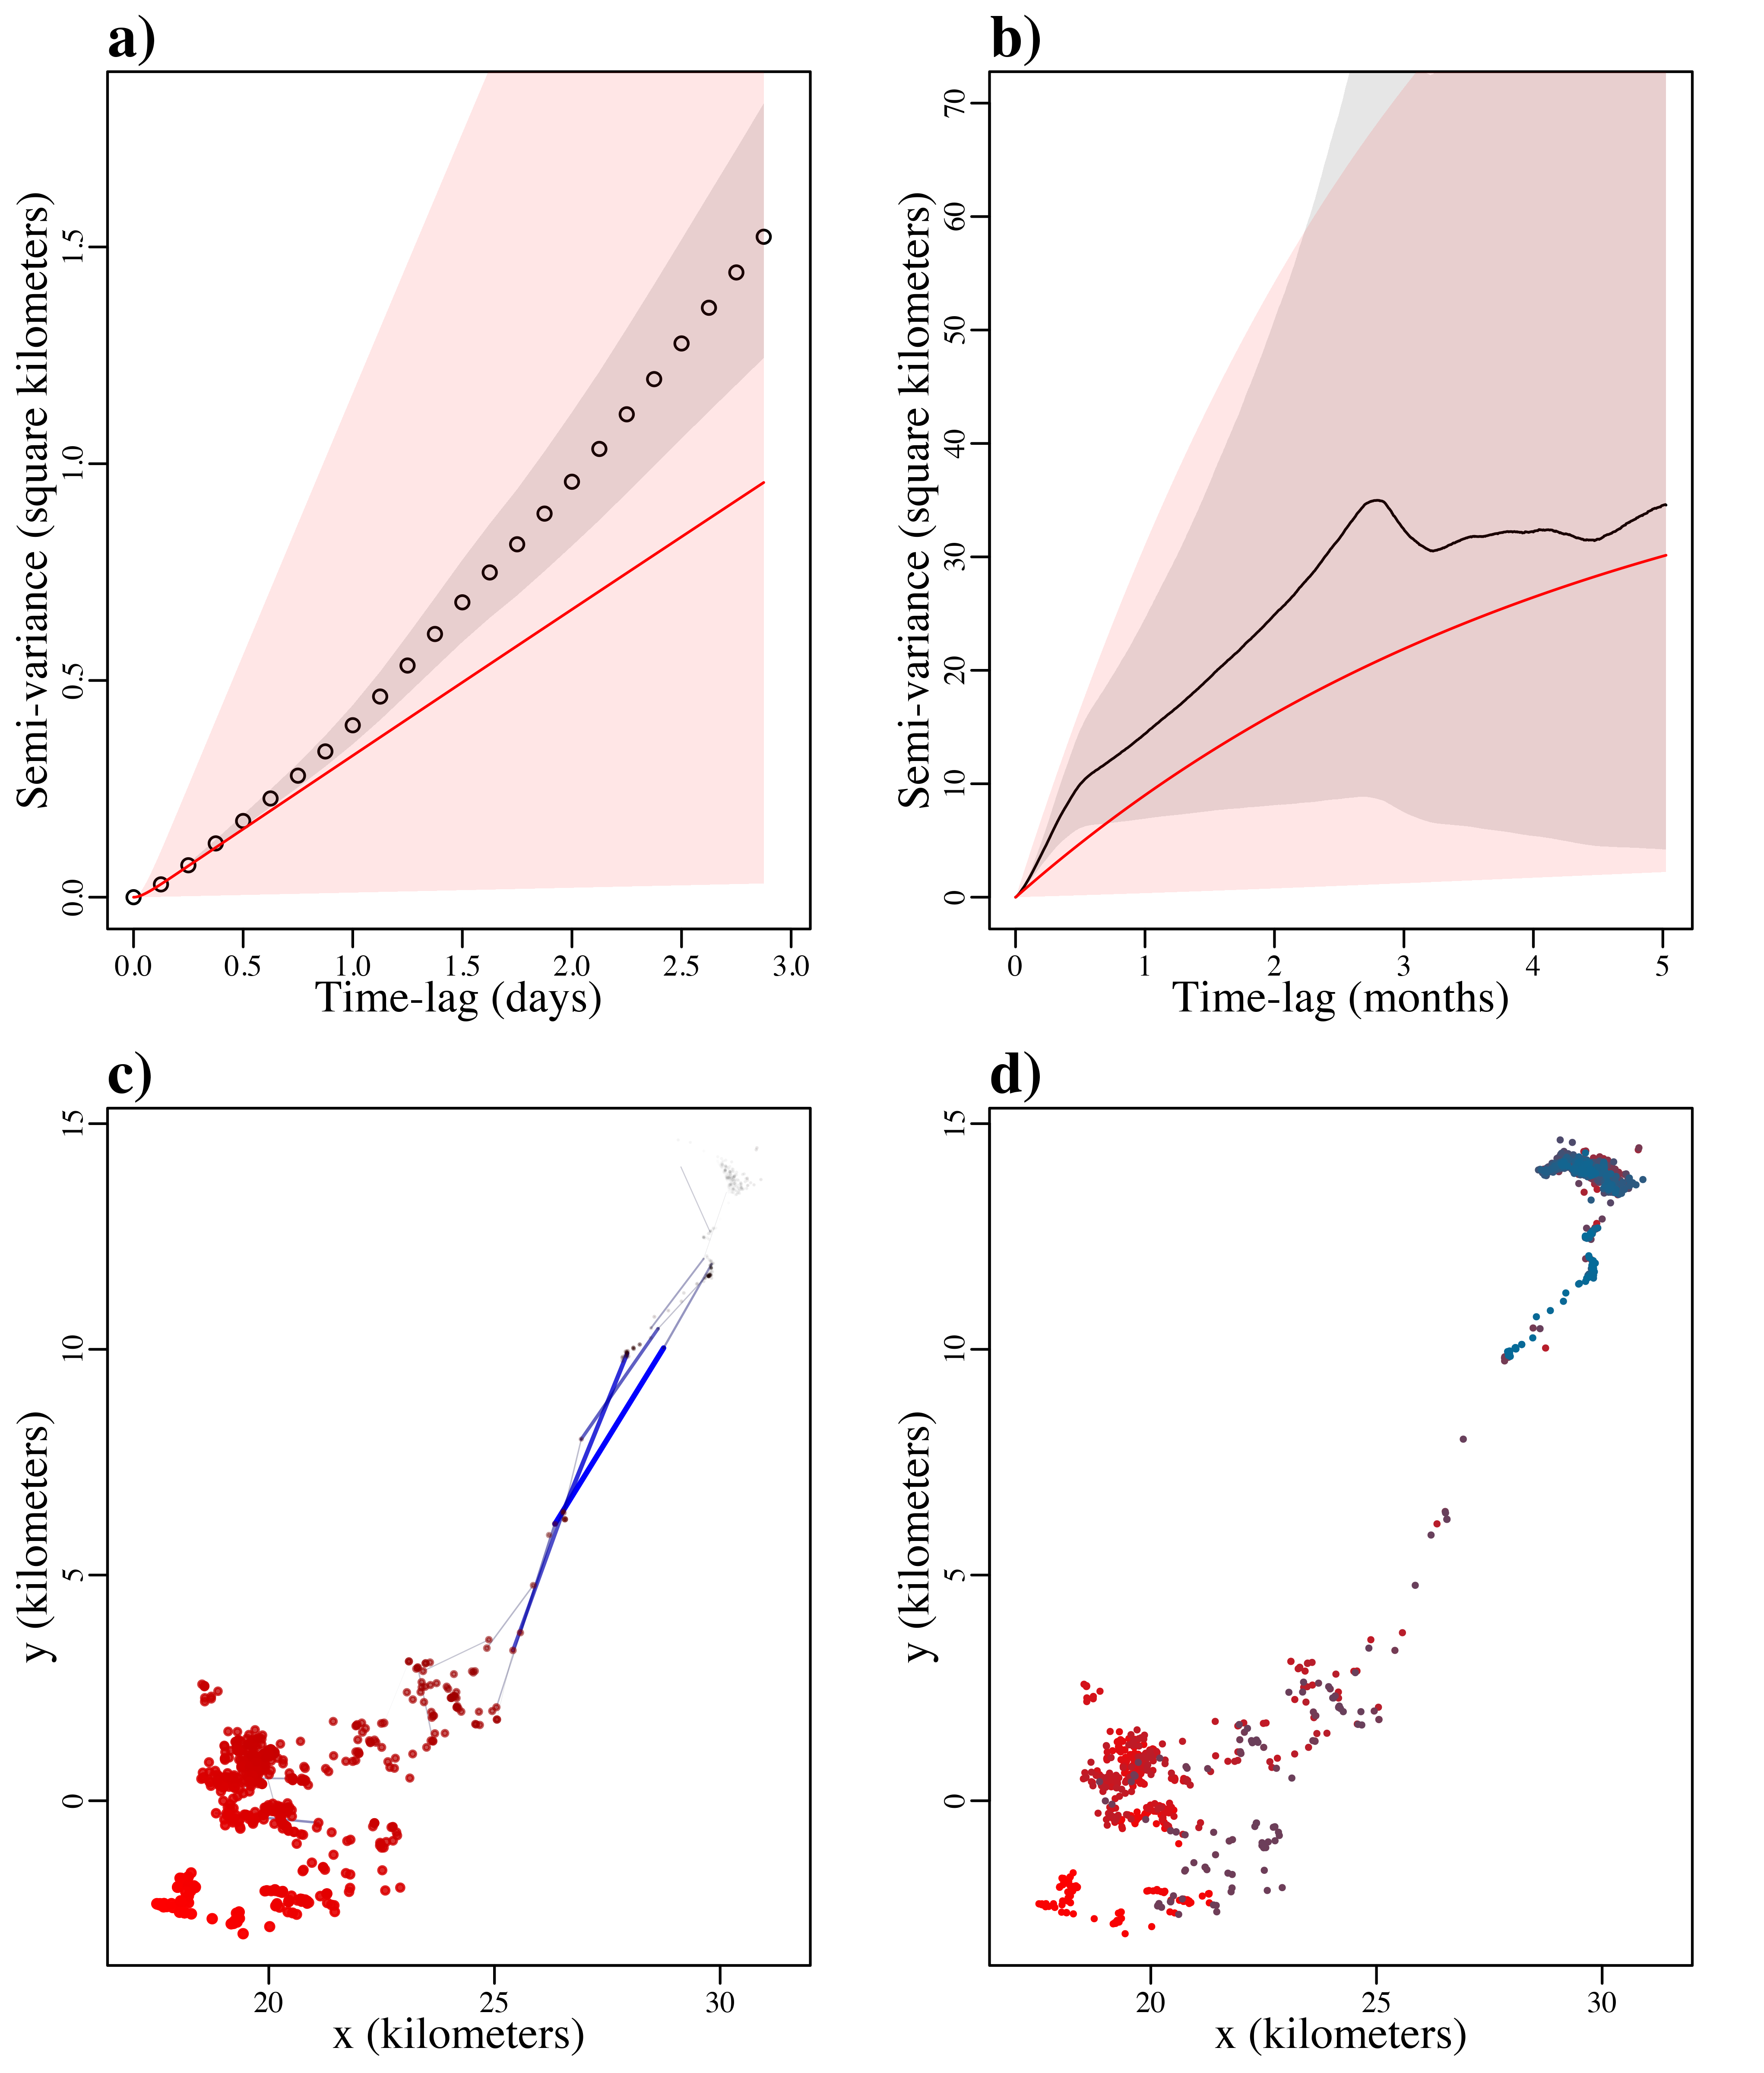 a)
Semi-variance (square kilometers)
0.0 0.5 1.0 1.5
0.0 0.5 1.0 1.5 2.0 2.5 3.0
Time-lag (days)
b)
Semi-variance (square kilometers)
0 10 20 30 40 50 60 70
0 1 2 3 4 5
Time-lag (months)
c)
y (kilometers)
0 5 10 15
20 25 30
x (kilometers)
d)
y (kilometers)
0 5 10 15
20 25 30
x (kilometers)